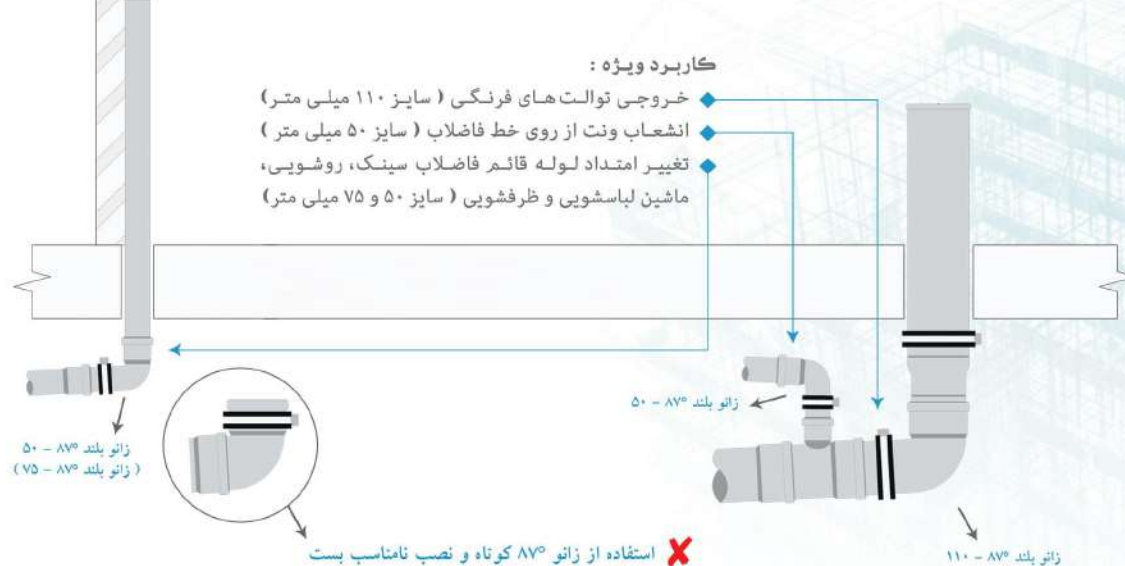 کاربرد ویژه :
خروجی توالت های فرنگی ( سایز ۱۱۰ میلی متر)
انشعاب ونت از روی خط فاضلاب ( سایز ۵۰ میلی متر )
تغییر امتداد لوله قائم فاضلاب سینک، روشویی،
ماشین لباسشویی و ظرفشویی ( سایز ۵۰ و ۷۵ میلی متر)
زانو بلند ۸۷° – ۵۰
زانو بلند ۸۷° – ۵۰
( زانو بلند ۸۷° – ۷۵ )
استفاده از زانو ۸۷° کوتاه و نصب نامناسب بست
زانو بلند ۸۷° – ۱۱۰